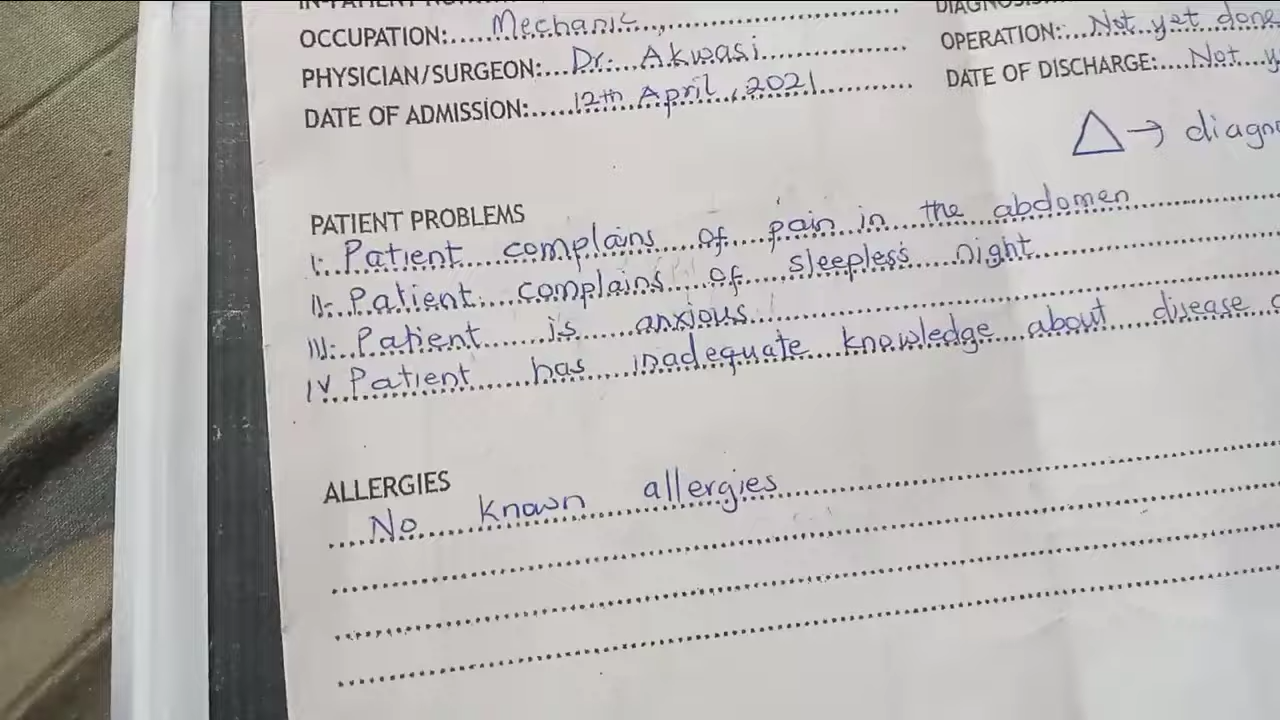 OCCUPATION:.....Mechanic
PHYSICIAN/SURGEON:...Dr. Akwasi
DATE OF ADMISSION:......12th April, 2021
OPERATION:...Not yet done
DATE OF DISCHARGE:....Not
△→
PATIENT PROBLEMS
I. Patient complains of pain in the abdomen
II. Patient complains of sleepless night
III. Patient is anxious
IV Patient has inadequate knowledge about disease
ALLERGIES
No known allergies